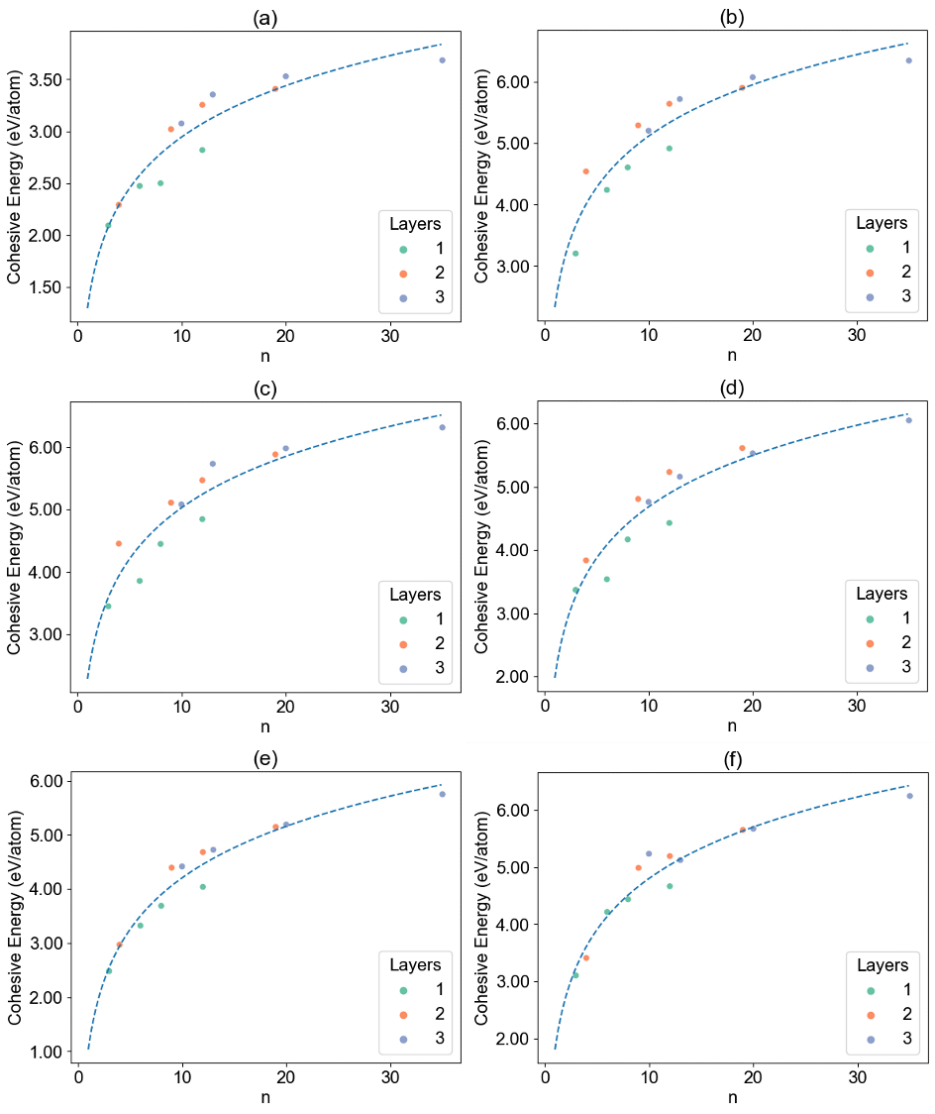 (a)
Cohesive Energy (eV/atom)
3.50
3.00
2.50
2.00
1.50
0 10 20 30
n
Layers
1
2
3
(b)
Cohesive Energy (eV/atom)
6.00
5.00
4.00
3.00
0 10 20 30
n
Layers
1
2
3
(c)
Cohesive Energy (eV/atom)
6.00
5.00
4.00
3.00
0 10 20 30
n
Layers
1
2
3
(d)
Cohesive Energy (eV/atom)
6.00
5.00
4.00
3.00
2.00
0 10 20 30
n
Layers
1
2
3
(e)
Cohesive Energy (eV/atom)
6.00
5.00
4.00
3.00
2.00
1.00
0 10 20 30
n
Layers
1
2
3
(f)
Cohesive Energy (eV/atom)
6.00
5.00
4.00
3.00
2.00
0 10 20 30
n
Layers
1
2
3